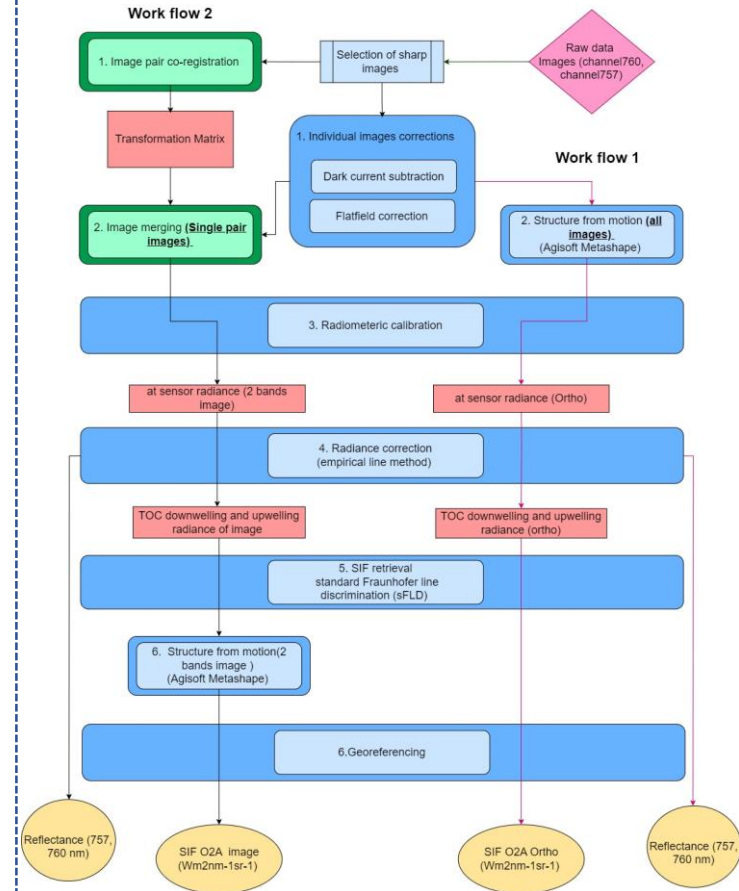 Work flow 2
1. Image pair co-registration
Selection of sharp
images
Raw data
Images (channel760,
channel757)
Transformation Matrix
1. Individual images corrections
Dark current subtraction
Flatfield correction
Work flow 1
2. Image merging (Single pair
images)
2. Structure from motion (all
images)
(Agisoft Metashape)
3. Radiometeric calibration
at sensor radiance (2 bands
image)
at sensor radiance (Ortho)
4. Radiance correction
(empirical line method)
TOC downwelling and upwelling
radiance of image
TOC downwelling and upwelling
radiance (ortho)
5. SIF retrieval
standard Fraunhofer line
discrimination (sFLD)
6. Structure from motion(2
bands image )
(Agisoft Metashape)
6.Georeferencing
Reflectance (757,
760 nm)
SIF O2A image
(Wm2nm-1sr-1)
SIF O2A Ortho
(Wm2nm-1sr-1)
Reflectance (757,
760 nm)